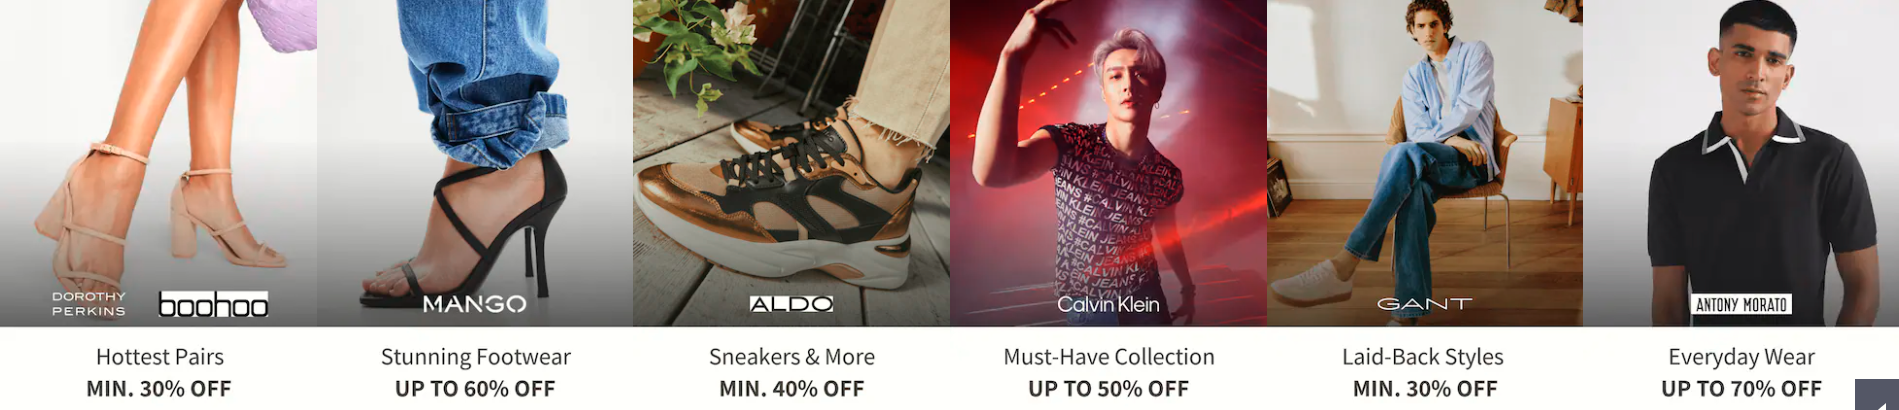 DOROTHY
PERKINS
boohoo
MANGO
ALDO
Calvin Klein
GANT
ANTONY MORATO
Hottest Pairs
MIN. 30% OFF
Stunning Footwear
UP TO 60% OFF
Sneakers & More
MIN. 40% OFF
Must-Have Collection
UP TO 50% OFF
Laid-Back Styles
MIN. 30% OFF
Everyday Wear
UP TO 70% OFF